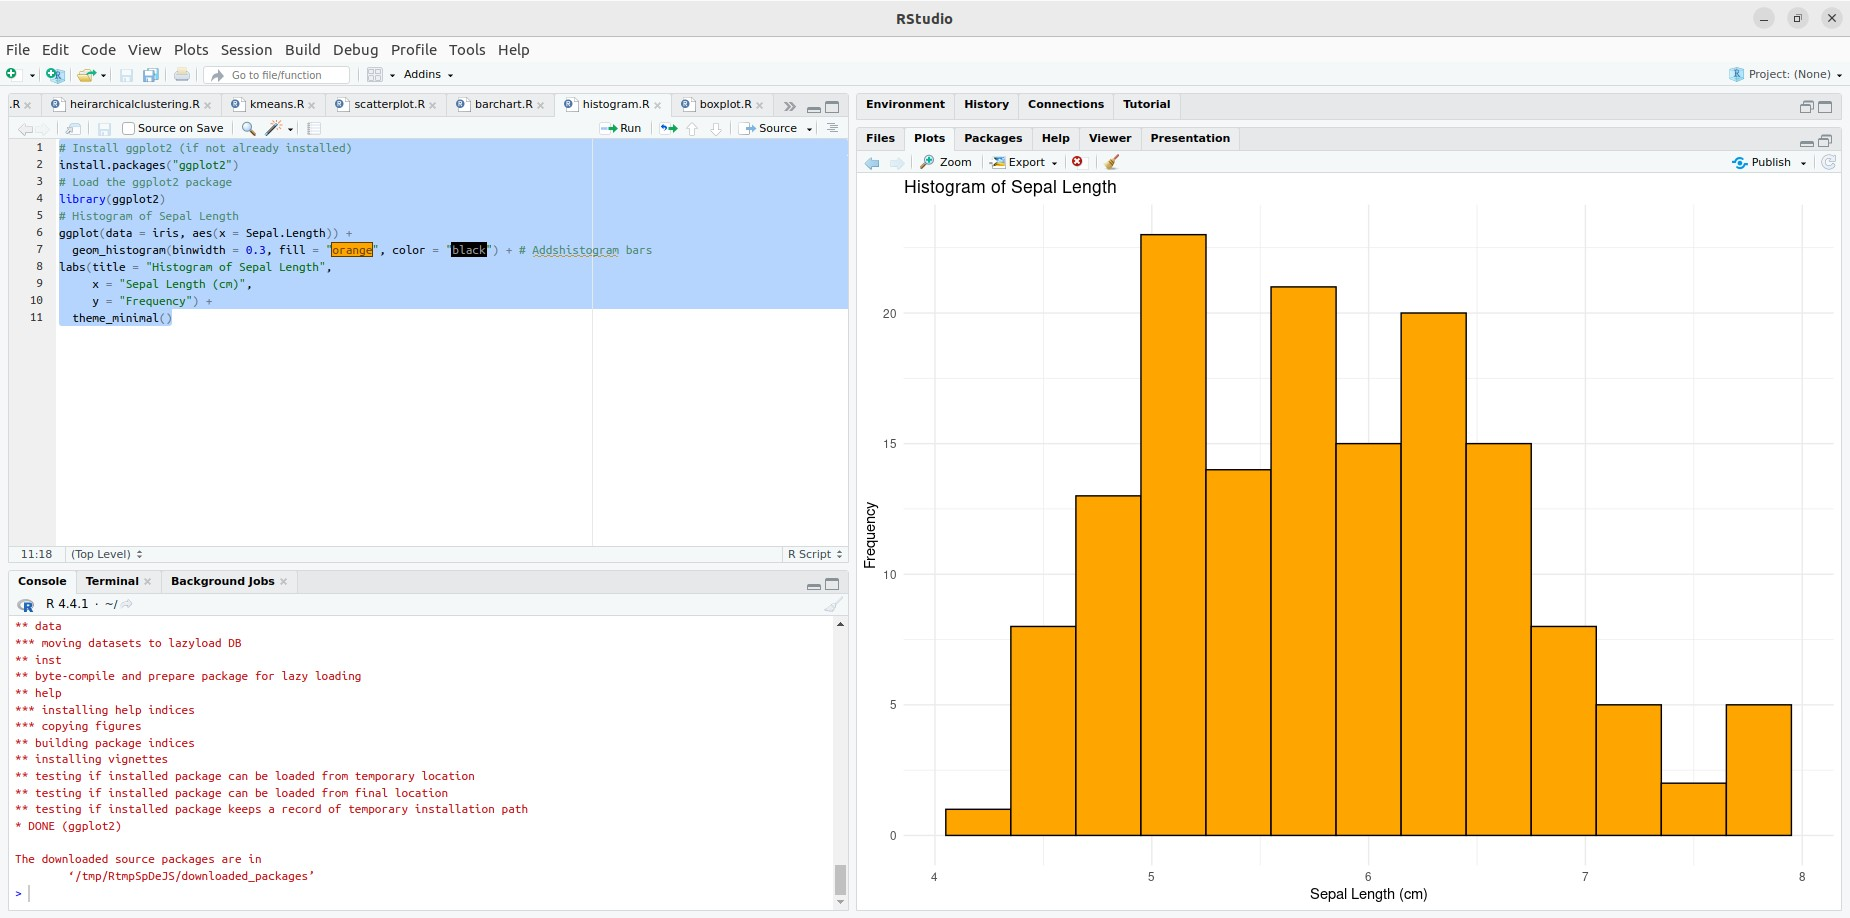 RStudio
File Edit Code View Plots Session Build Debug Profile Tools Help
Go to file/function Addins Project: (None)
.R heirarchicalclustering.R kmeans.R scatterplot.R barchart.R histogram.R boxplot.R
Source on Save Run Source
1 # Install ggplot2 (if not already installed)
2 install.packages("ggplot2")
3 # Load the ggplot2 package
4 library(ggplot2)
5 # Histogram of Sepal Length
6 ggplot(data = iris, aes(x = Sepal.Length)) +
7 geom_histogram(binwidth = 0.3, fill = "orange", color = "black") + # Addshistogram bars
8 labs(title = "Histogram of Sepal Length",
9 x = "Sepal Length (cm)",
10 y = "Frequency") +
11 theme_minimal()
11:18 (Top Level) R Script
Console Terminal Background Jobs
R 4.4.1 · ~/
** data
*** moving datasets to lazyload DB
** inst
** byte-compile and prepare package for lazy loading
** help
*** installing help indices
*** copying figures
** building package indices
** installing vignettes
** testing if installed package can be loaded from temporary location
** testing if installed package can be loaded from final location
** testing if installed package keeps a record of temporary installation path
* DONE (ggplot2)
The downloaded source packages are in
‘/tmp/RtmpSpDeJS/downloaded_packages’
>
Environment History Connections Tutorial
Files Plots Packages Help Viewer Presentation
Zoom Export Publish
Histogram of Sepal Length
20
15
10
5
0
Frequency
4 5 6 7 8
Sepal Length (cm)